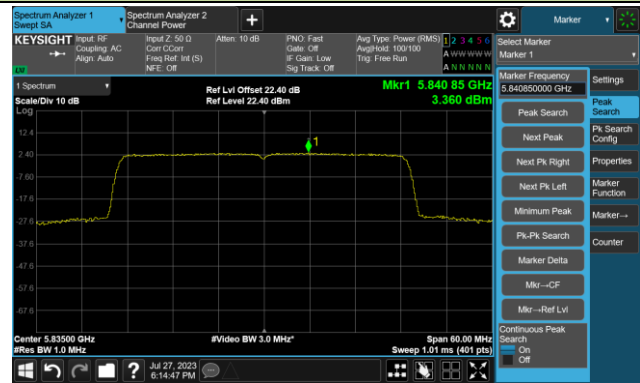 Spectrum Analyzer 1
Swept SA
Spectrum Analyzer 2
Channel Power
Marker
KEYSIGHT
Input: RF
Coupling: AC
Align: Auto
Input Z: 50 Ω
Corr CCorr
Freq Ref: Int (S)
NFE: Off
Atten: 10 dB
PNO: Fast
Gate: Off
IF Gain: Low
Sig Track: Off
Avg Type: Power (RMS)
Avg|Hold: 100/100
Trig: Free Run
1 2 3 4 5 6
A W W W W W
A N N N N N
Select Marker
Marker 1
1 Spectrum
Scale/Div 10 dB
Ref Lvl Offset 22.40 dB
Ref Level 22.40 dBm
Mkr1 5.840 85 GHz
3.360 dBm
Marker Frequency
5.840850000 GHz
Settings
Peak Search
Next Peak
Next Pk Right
Next Pk Left
Minimum Peak
Pk-Pk Search
Marker Delta
Mkr→CF
Mkr→Ref Lvl
Continuous Peak
Search
On
Off
Peak
Search
Pk Search
Config
Properties
Marker
Function
Marker→
Counter
Log
12.4
2.40
-7.60
-17.6
-27.6
-37.6
-47.6
-57.6
-67.6
1
Center 5.83500 GHz
#Res BW 1.0 MHz
#Video BW 3.0 MHz*
Span 60.00 MHz
Sweep 1.01 ms (401 pts)
Jul 27, 2023
6:14:47 PM